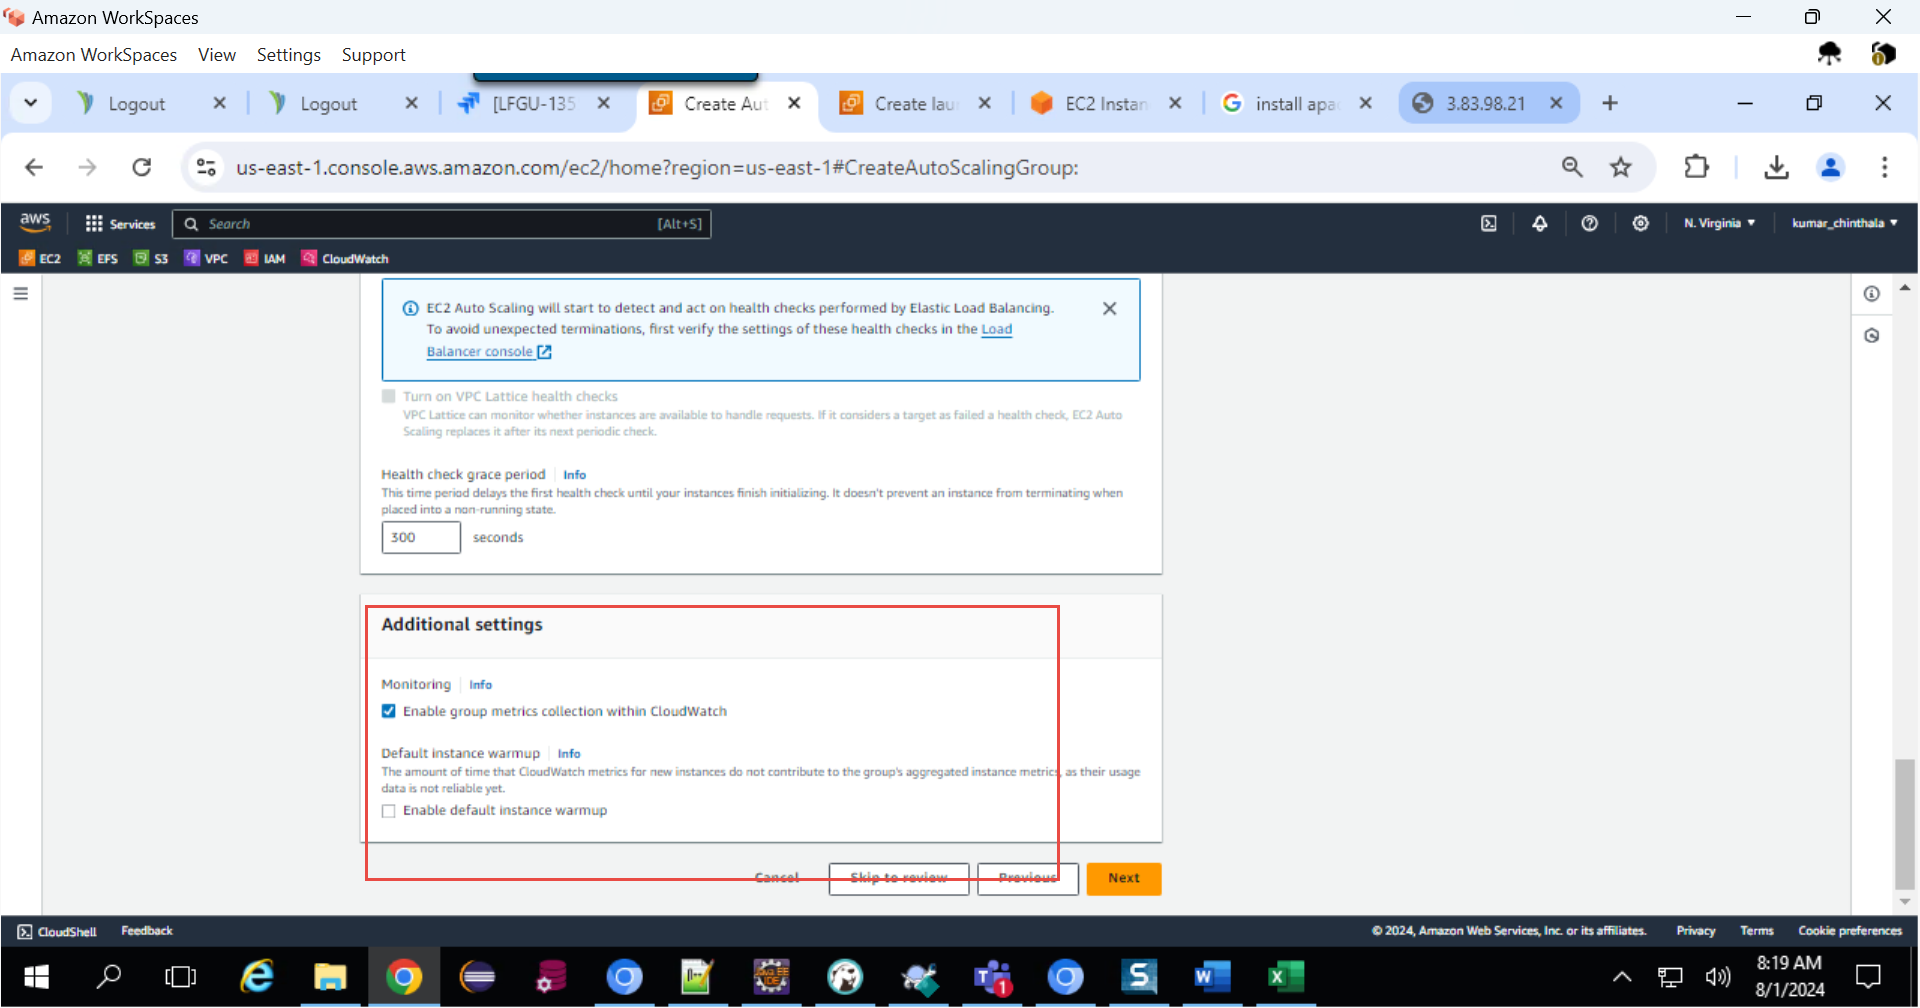 Amazon WorkSpaces
Amazon WorkSpaces View Settings Support
Logout Logout [LFGU-135 Create Aut Create lau EC2 Instan install apa 3.83.98.21
us-east-1.console.aws.amazon.com/ec2/home?region=us-east-1#CreateAutoScalingGroup:
aws Services Search [Alt+S] N. Virginia kumar_chinthala
EC2 EFS S3 VPC IAM CloudWatch
EC2 Auto Scaling will start to detect and act on health checks performed by Elastic Load Balancing.
To avoid unexpected terminations, first verify the settings of these health checks in the Load
Balancer console
Turn on VPC Lattice health checks
VPC Lattice can monitor whether instances are available to handle requests. If it considers a target as failed a health check, EC2 Auto
Scaling replaces it after its next periodic check.
Health check grace period Info
This time period delays the first health check until your instances finish initializing. It doesn't prevent an instance from terminating when
placed into a non-running state.
300 seconds
Additional settings
Monitoring Info
Enable group metrics collection within CloudWatch
Default instance warmup Info
The amount of time that CloudWatch metrics for new instances do not contribute to the group's aggregated instance metrics, as their usage
data is not reliable yet.
Enable default instance warmup
Cancel Skip to review Previous Next
CloudShell Feedback © 2024, Amazon Web Services, Inc. or its affiliates. Privacy Terms Cookie preferences
8:19 AM
8/1/2024